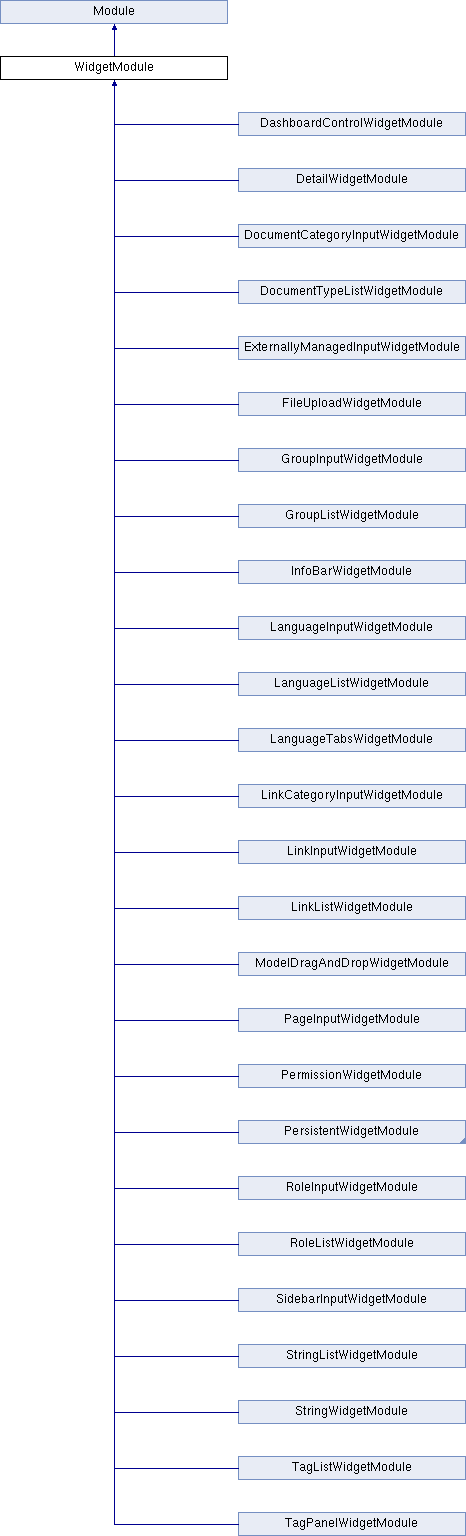 Module
WidgetModule
DashboardControlWidgetModule
DetailWidgetModule
DocumentCategoryInputWidgetModule
DocumentTypeListWidgetModule
ExternallyManagedInputWidgetModule
FileUploadWidgetModule
GroupInputWidgetModule
GroupListWidgetModule
InfoBarWidgetModule
LanguageInputWidgetModule
LanguageListWidgetModule
LanguageTabsWidgetModule
LinkCategoryInputWidgetModule
LinkInputWidgetModule
LinkListWidgetModule
ModelDragAndDropWidgetModule
PageInputWidgetModule
PermissionWidgetModule
PersistentWidgetModule
RoleInputWidgetModule
RoleListWidgetModule
SidebarInputWidgetModule
StringListWidgetModule
StringWidgetModule
TagListWidgetModule
TagPanelWidgetModule